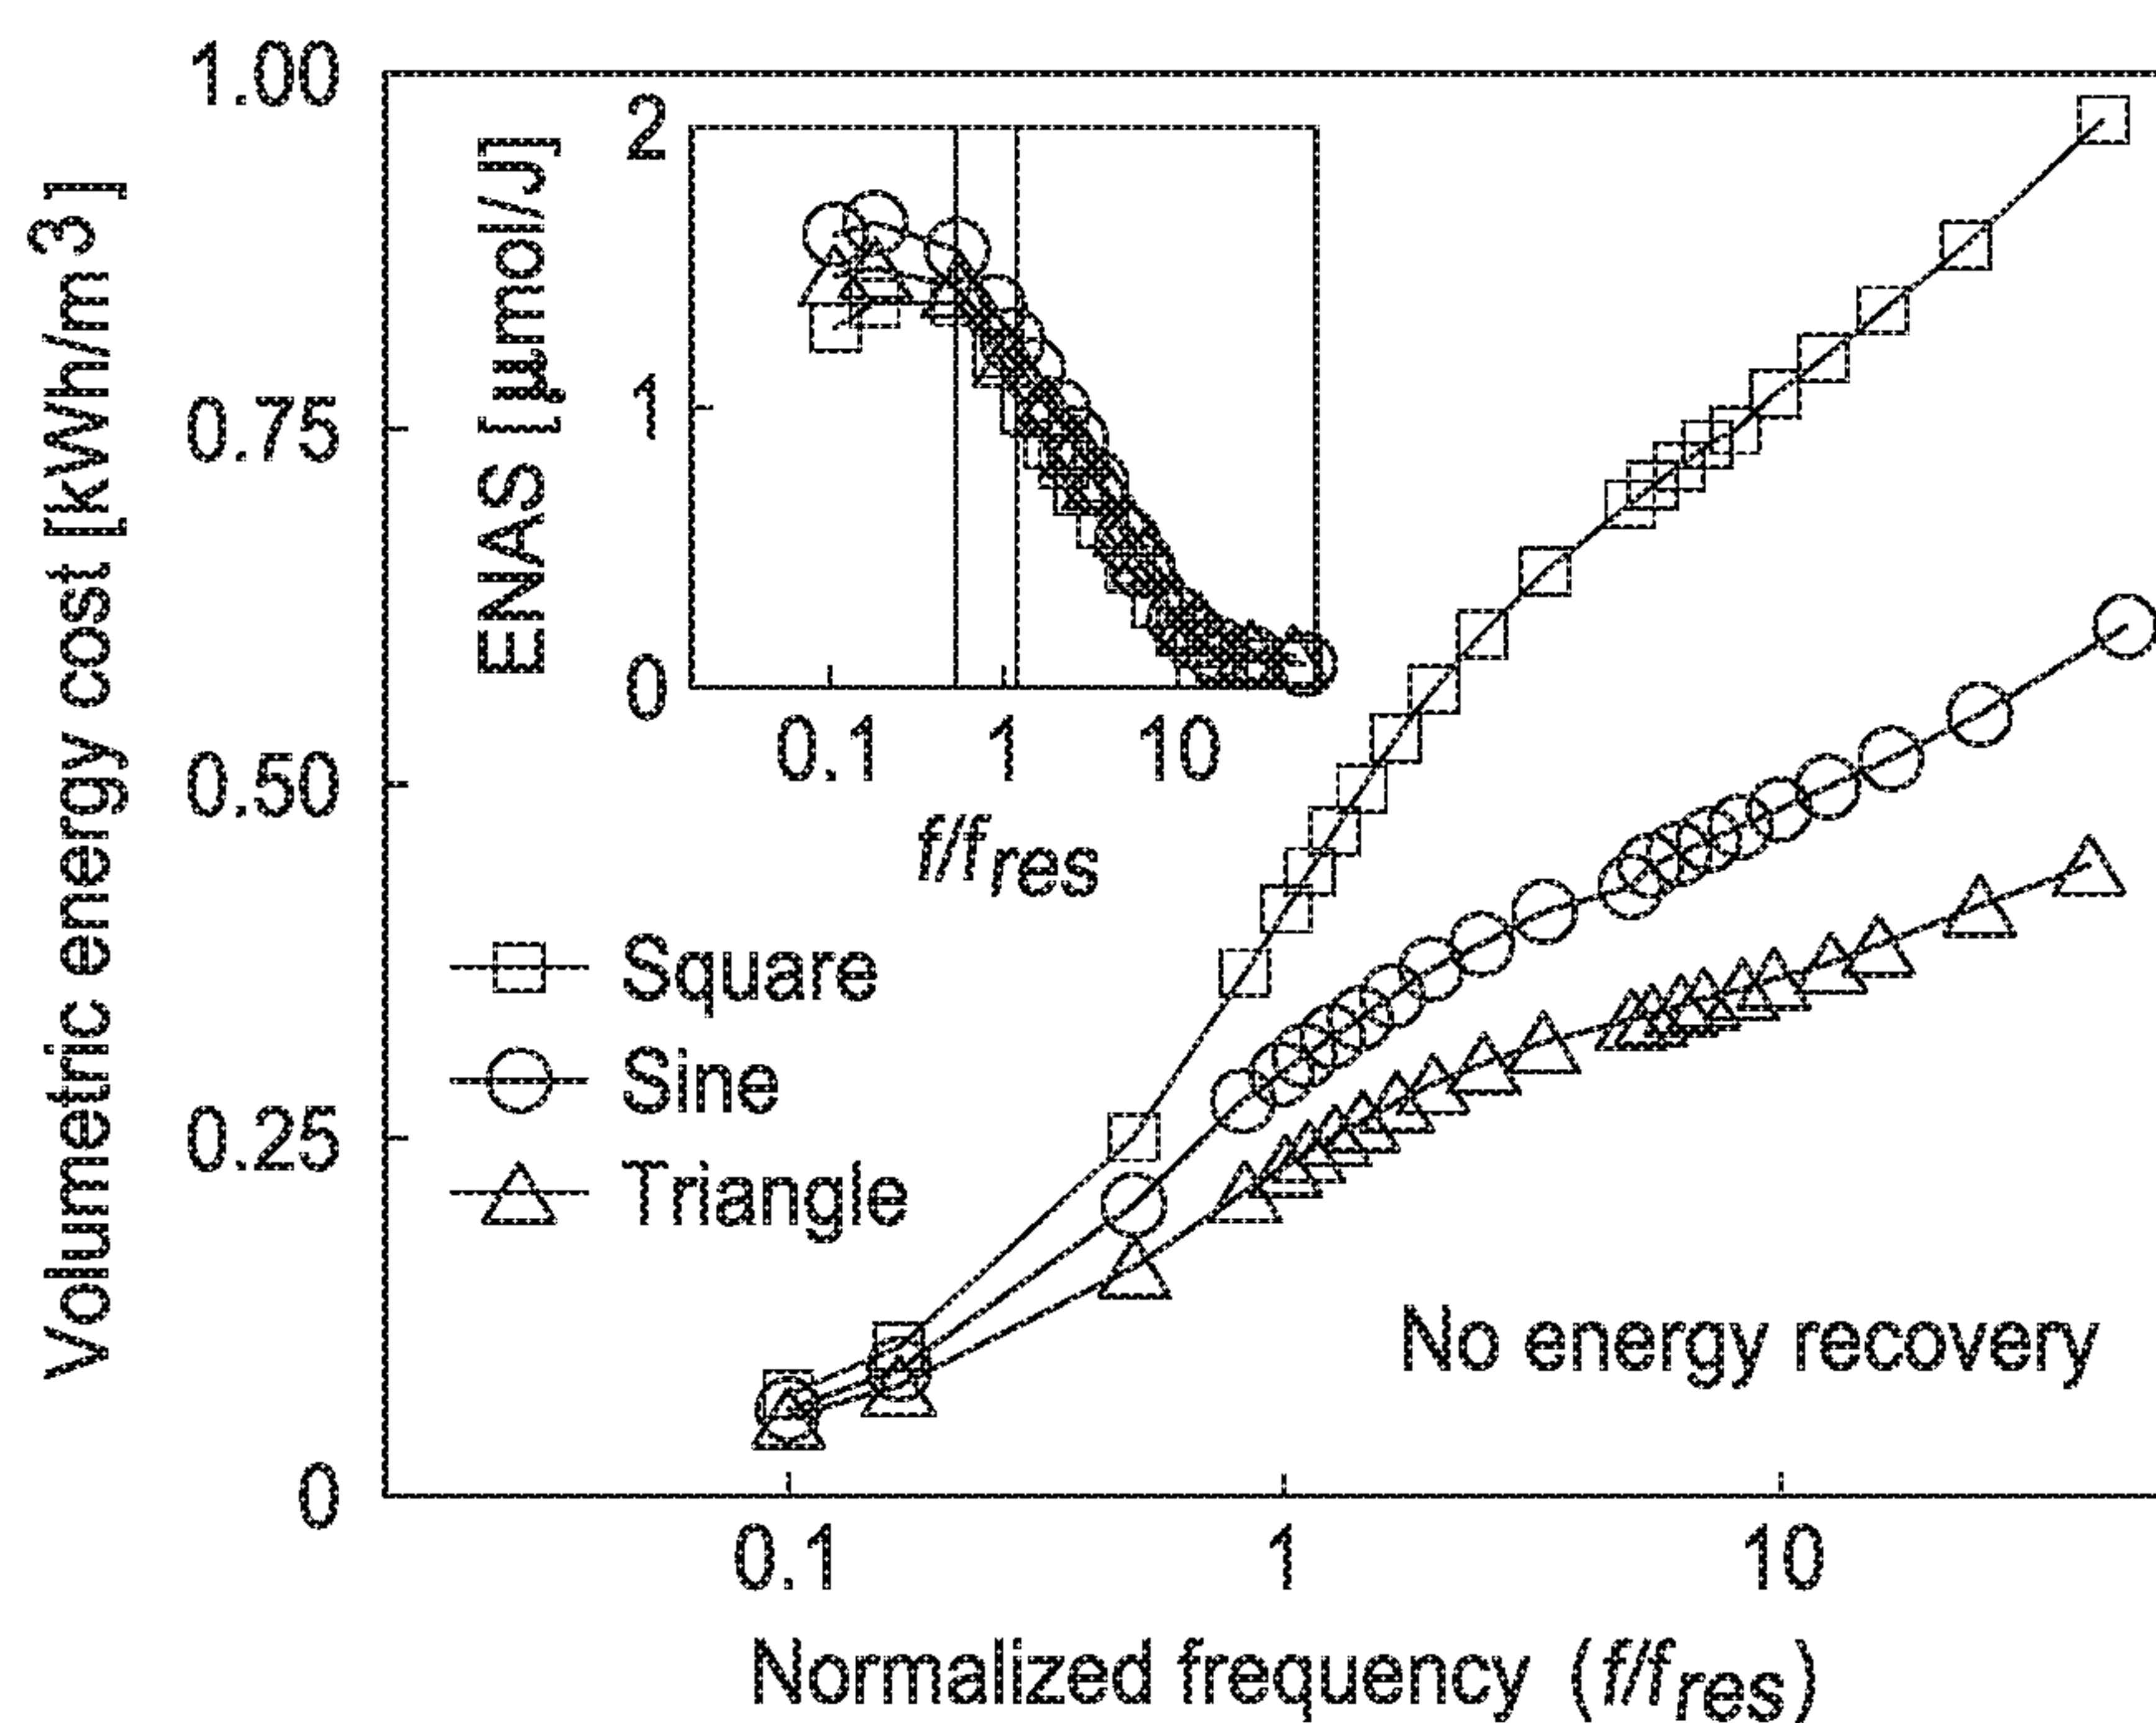 Volumetric energy cost [kWh/m³]
1.00
0.75
0.50
0.25
0
ENAS [µmol/J]
2
1
0
0.1 1 10
f/fres
Square
Sine
Triangle
No energy recovery
0.1 1 10
Normalized frequency (f/fres)